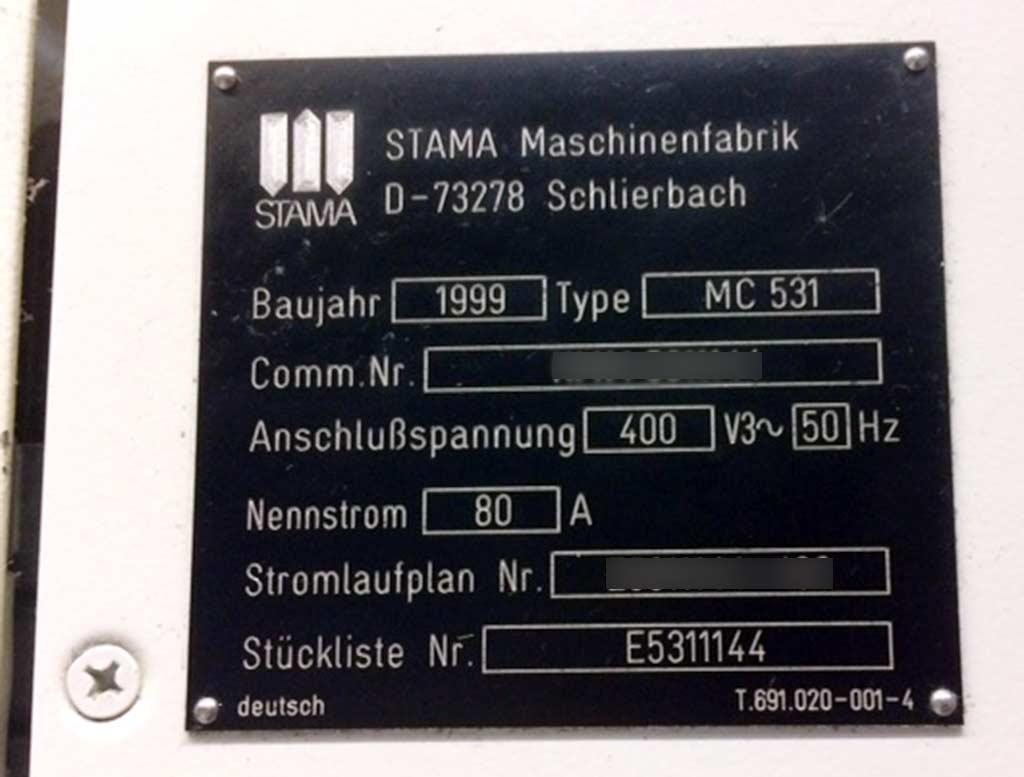 STAMA Maschinenfabrik
D-73278 Schlierbach
STAMA
Baujahr 1999 Type MC 531
Comm.Nr.
Anschlußspannung 400 V3~ 50 Hz
Nennstrom 80 A
Stromlaufplan Nr.
Stückliste Nr. E5311144
deutsch T.691.020-001-4